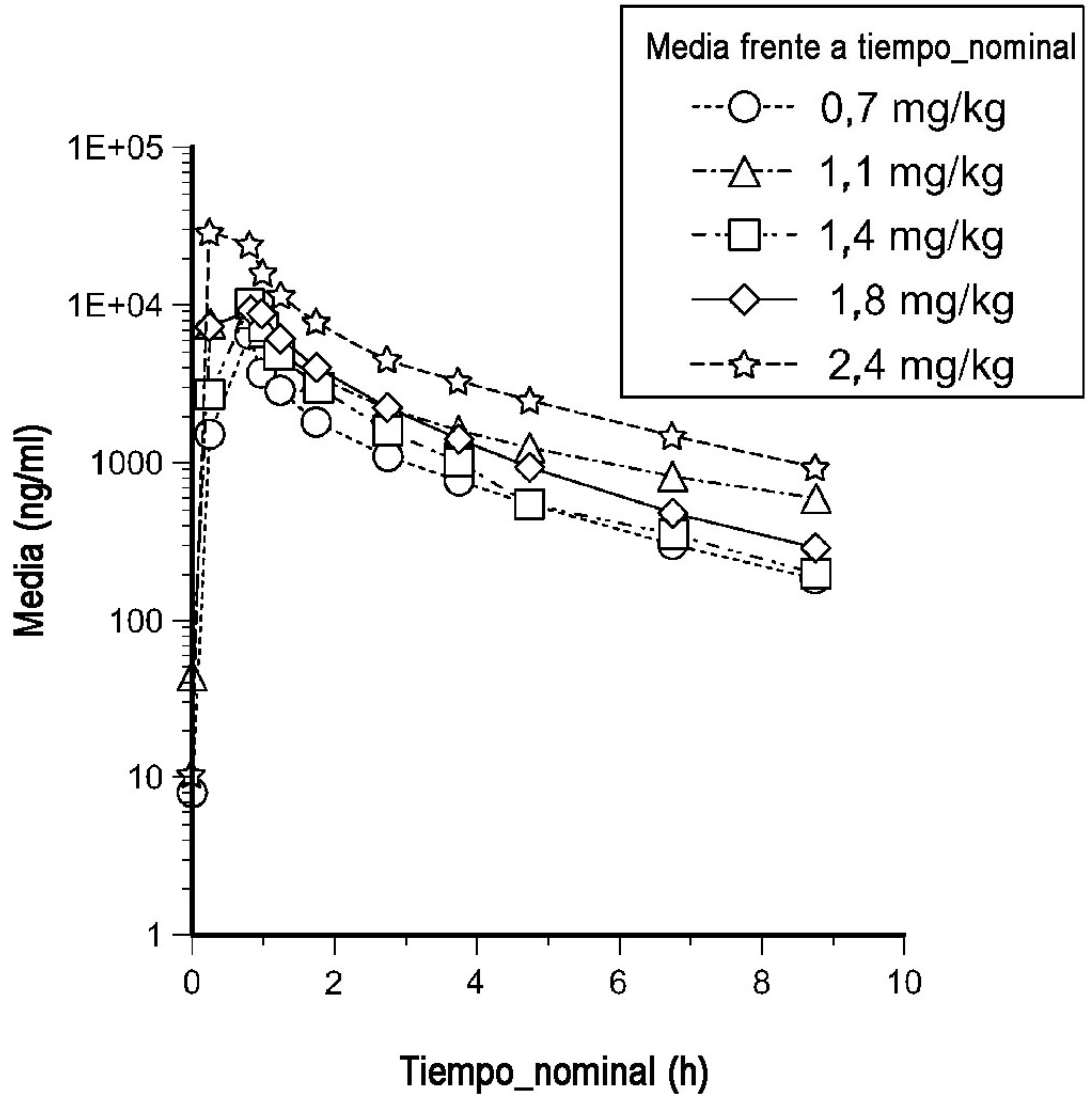 Media frente a tiempo_nominal
0,7 mg/kg
1,1 mg/kg
1,4 mg/kg
1,8 mg/kg
2,4 mg/kg
1E+05
1E+04
1000
100
10
1
Media (ng/ml)
0 2 4 6 8 10
Tiempo_nominal (h)